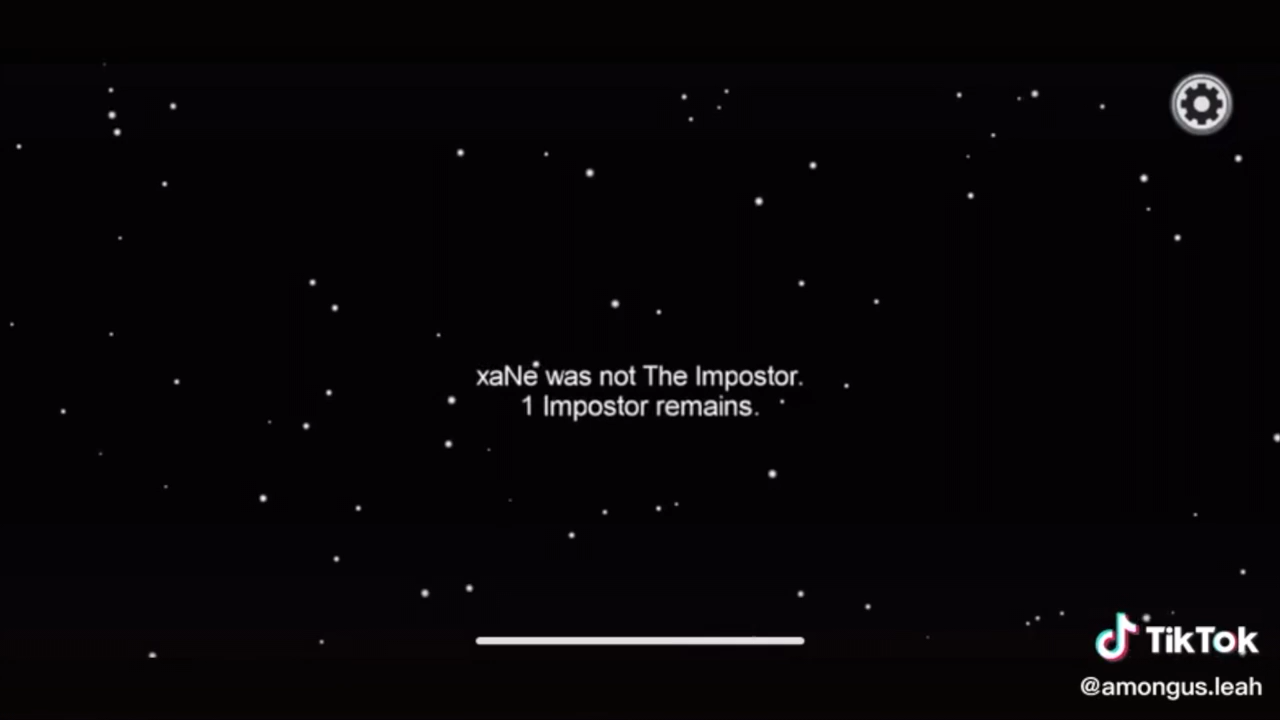 xaNe was not The Impostor.
1 Impostor remains.
TikTok
@amongus.leah